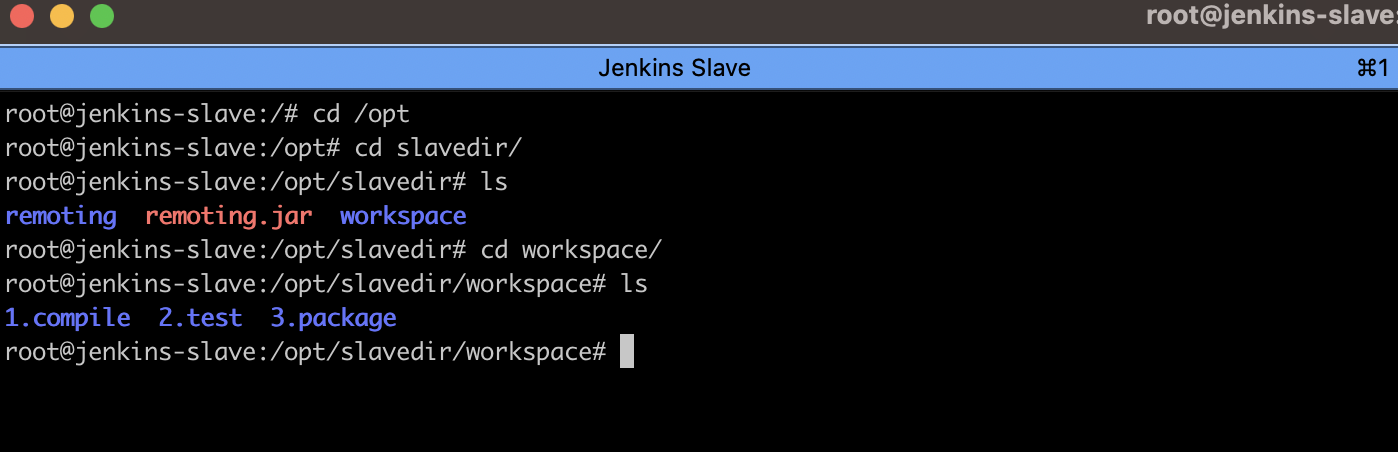 root@jenkins-slave:
Jenkins Slave ⌘1
root@jenkins-slave:/# cd /opt
root@jenkins-slave:/opt# cd slavedir/
root@jenkins-slave:/opt/slavedir# ls
remoting  remoting.jar  workspace
root@jenkins-slave:/opt/slavedir# cd workspace/
root@jenkins-slave:/opt/slavedir/workspace# ls
1.compile  2.test  3.package
root@jenkins-slave:/opt/slavedir/workspace#